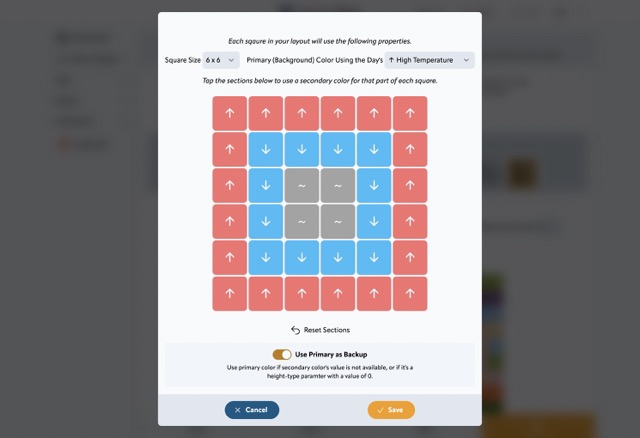 Each sqaure in your layout will use the following properties.
Square Size 6 x 6 Primary (Background) Color Using the Day's ↑ High Temperature
Tap the sections below to use a secondary color for that part of each square.
↑ ↑ ↑ ↑ ↑ ↑
↑ ↓ ↓ ↓ ↓ ↑
↑ ↓ ~ ~ ↓ ↑
↑ ↓ ~ ~ ↓ ↑
↑ ↓ ↓ ↓ ↓ ↑
↑ ↑ ↑ ↑ ↑ ↑
Reset Sections
Use Primary as Backup
Use primary color if secondary color's value is not available, or if it's a
height-type paramter with a value of 0.
Cancel Save